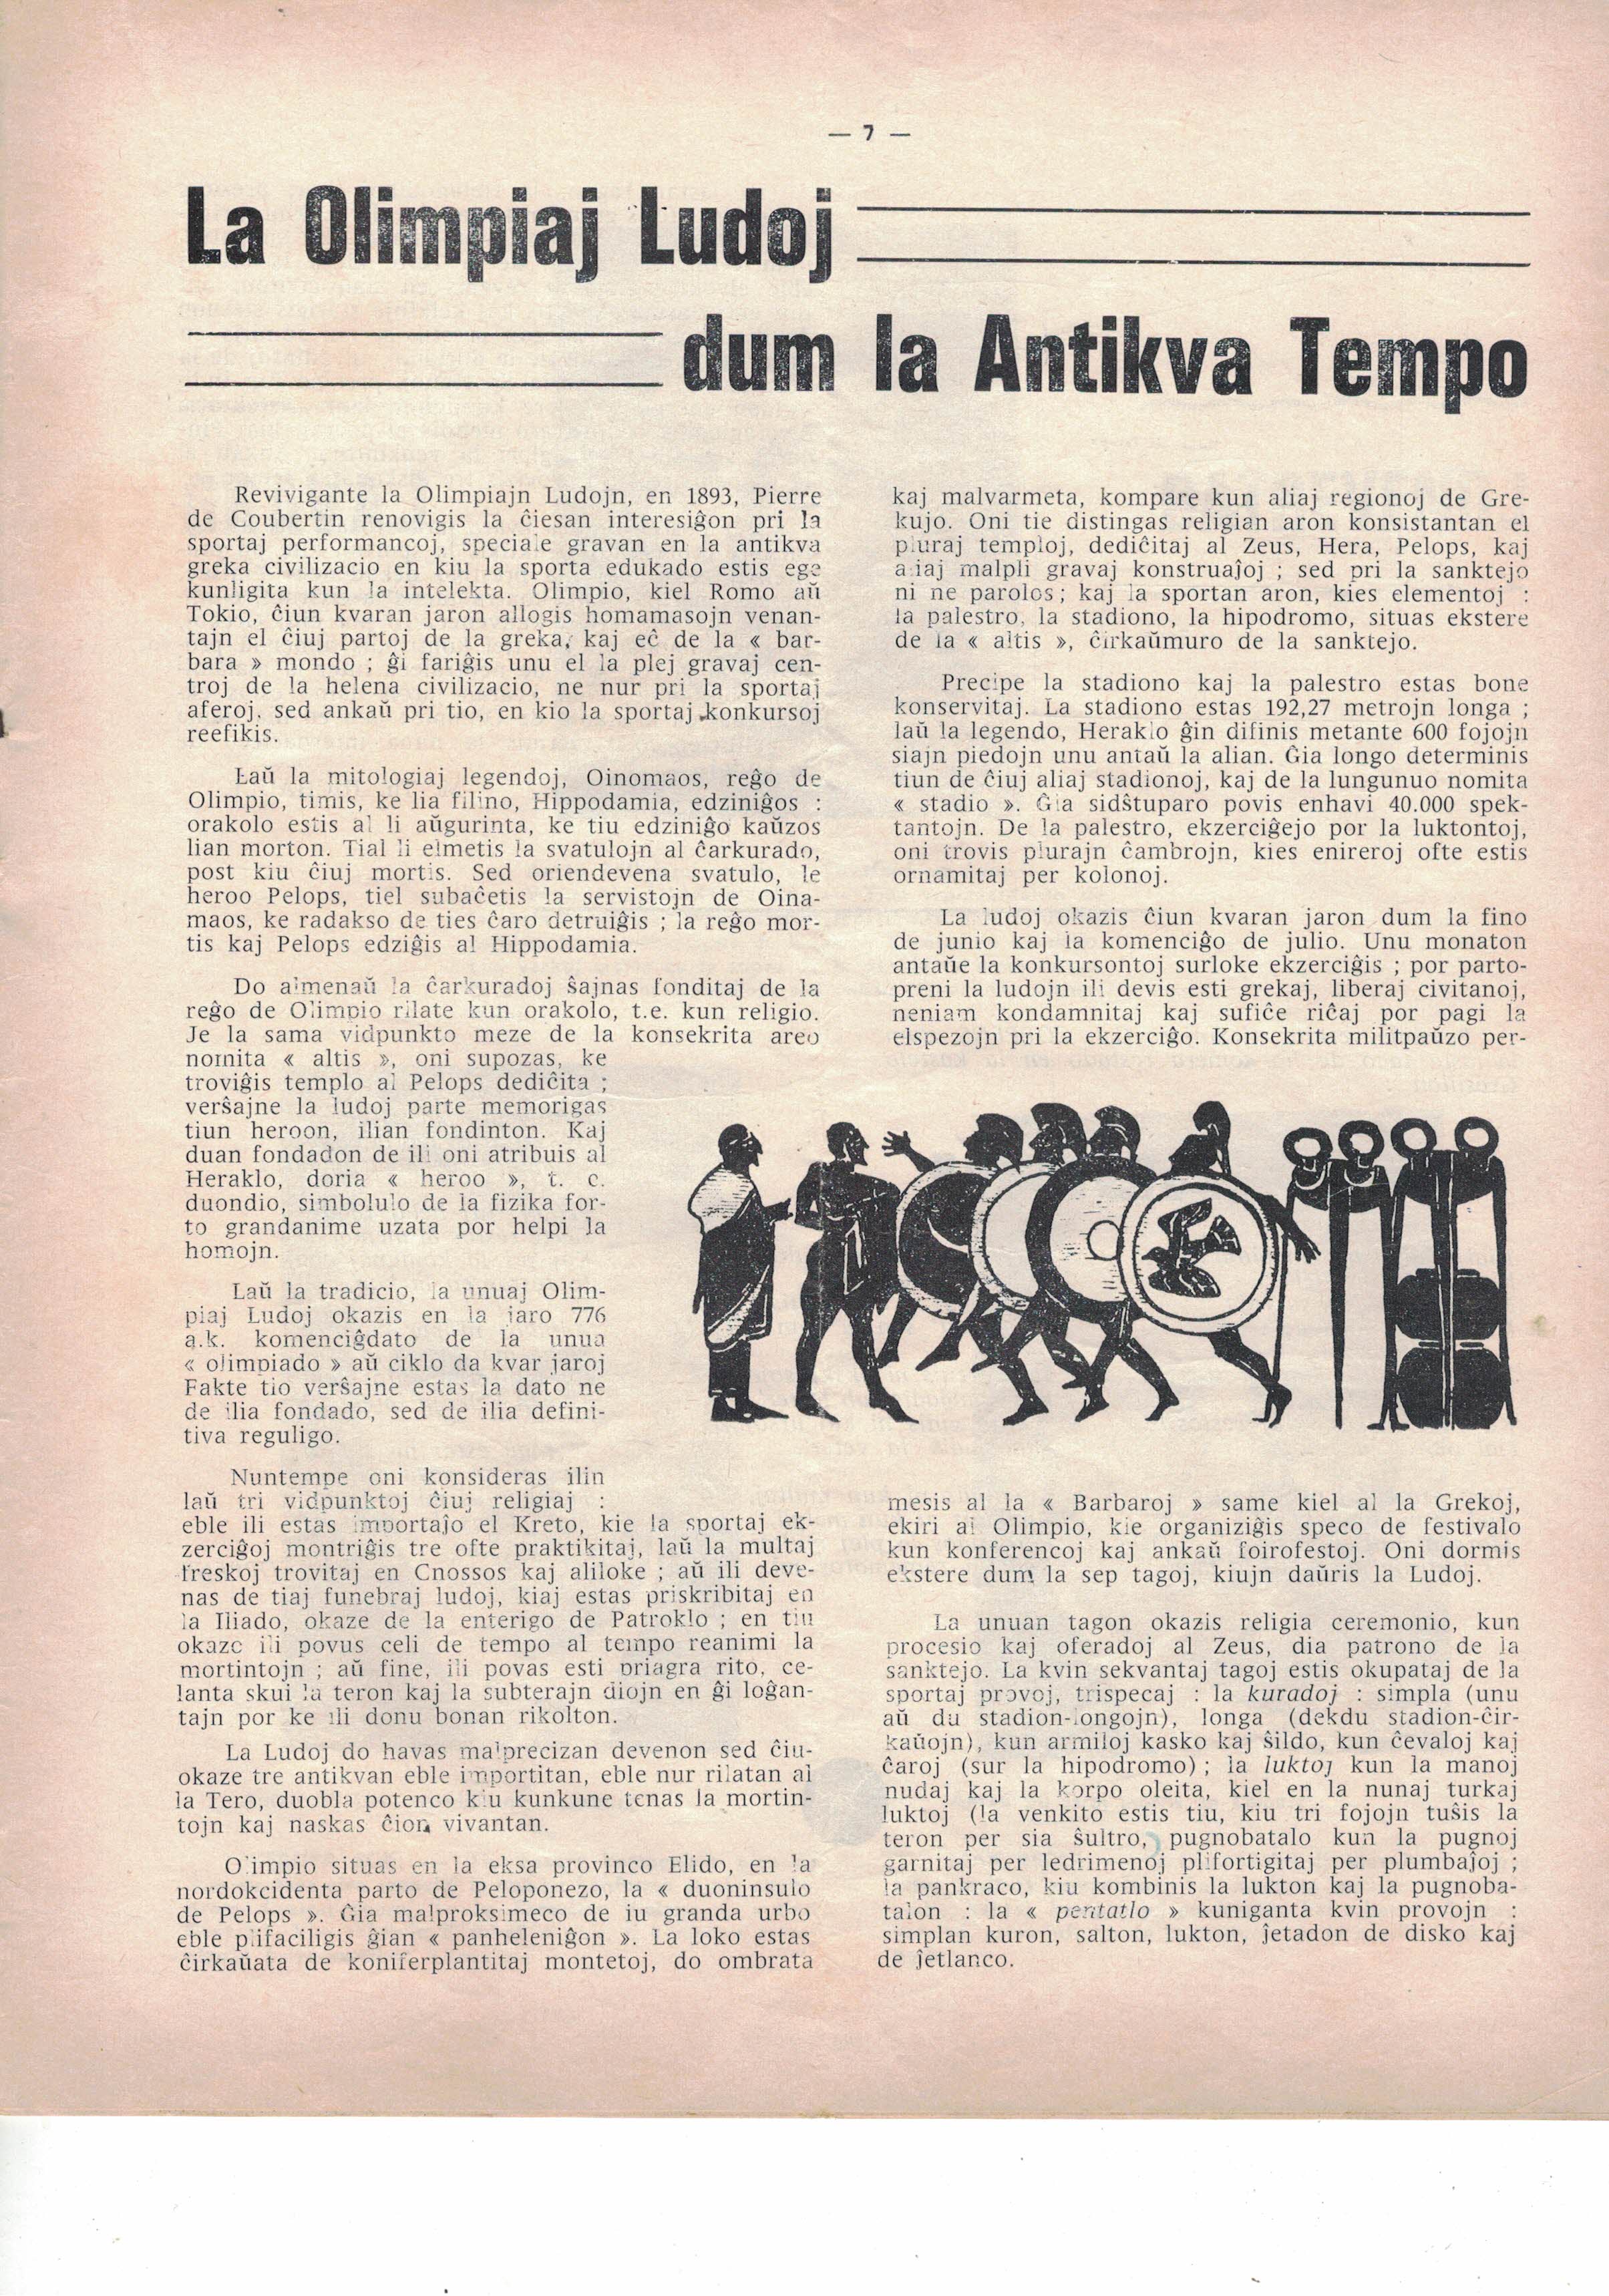 — 7 —
La Olimpiaj Ludoj
dum la Antikva Tempo
Revivigante la Olimpiajn Ludojn, en 1893, Pierre
de Coubertin renovigis la ĉiesan interesiĝon pri la
sportaj performancoj, speciale gravan en la antikva
greka civilizacio en kiu la sporta edukado estis ege
kunligita kun la intelekta. Olimpio, kiel Romo aŭ
Tokio, ĉiun kvaran jaron allogis homamasojn venan-
tajn el ĉiuj partoj de la greka, kaj eĉ de la « bar-
bara » mondo ; ĝi fariĝis unu el la plej gravaj cen-
troj de la helena civilizacio, ne nur pri la sportaj
aferoj, sed ankaŭ pri tio, en kio la sportaj konkursoj
reefikis.
Laŭ la mitologiaj legendoj, Oinomaos, reĝo de
Olimpio, timis, ke lia filino, Hippodamia, edziniĝos :
orakolo estis al li aŭgurinta, ke tiu edziniĝo kaŭzos
lian morton. Tial li elmetis la svatulojn al ĉarkurado,
post kiu ĉiuj mortis. Sed oriendevena svatulo, le
heroo Pelops, tiel subaĉetis la servistojn de Oina-
maos, ke radakso de ties ĉaro detruiĝis ; la reĝo mor-
tis kaj Pelops edziĝis al Hippodamia.
Do almenaŭ la ĉarkuradoj ŝajnas fonditaj de la
reĝo de Olimpio rilate kun orakolo, t.e. kun religio.
Je la sama vidpunkto meze de la konsekrita areo
nomita « altis », oni supozas, ke
troviĝis templo al Pelops dediĉita ;
verŝajne la ludoj parte memorigas
tiun heroon, ilian fondinton. Kaj
duan fondadon de ili oni atribuis al
Heraklo, doria « heroo », t. c.
duondio, simbolulo de la fizika for-
to grandanime uzata por helpi la
homojn.
Laŭ la tradicio, la unuaj Olim-
piaj Ludoj okazis en la jaro 776
a.k. komenciĝdato de la unua
« olimpiado » aŭ ciklo da kvar jaroj
Fakte tio verŝajne estas la dato ne
de ilia fondado, sed de ilia defini-
tiva reguligo.
Nuntempe oni konsideras ilin
laŭ tri vidpunktoj ĉiuj religiaj :
eble ili estas importaĵo el Kreto, kie la sportaj ek-
zerciĝoj montriĝis tre ofte praktikitaj, laŭ la multaj
freskoj trovitaj en Cnossos kaj aliloke ; aŭ ili deve-
nas de tiaj funebraj ludoj, kiaj estas priskribitaj en
la Iliado, okaze de la enterigo de Patroklo ; en tiu
okazo ili povus celi de tempo al tempo reanimi la
mortintojn ; aŭ fine, ili povas esti priagra rito, ce-
lanta skui la teron kaj la subterajn diojn en ĝi loĝan-
tajn por ke ili donu bonan rikolton.
La Ludoj do havas malprecizan devenon sed ĉiu-
okaze tre antikvan eble importitan, eble nur rilatan al
la Tero, duobla potenco kiu kunkune tenas la mortin-
tojn kaj naskas ĉion vivantan.
Olimpio situas en la eksa provinco Elido, en la
nordokcidenta parto de Peloponezo, la « duoninsulo
de Pelops ». Ĝia malproksimeco de iu granda urbo
eble plifaciligis ĝian « panheleniĝon ». La loko estas
ĉirkaŭata de koniferplantitaj montetoj, do ombrata
kaj malvarmeta, kompare kun aliaj regionoj de Gre-
kujo. Oni tie distingas religian aron konsistantan el
pluraj temploj, dediĉitaj al Zeus, Hera, Pelops, kaj
aliaj malpli gravaj konstruaĵoj ; sed pri la sanktejo
ni ne parolos ; kaj la sportan aron, kies elementoj :
la palestro, la stadiono, la hipodromo, situas ekstere
de la « altis », ĉirkaŭmuro de la sanktejo.
Precipe la stadiono kaj la palestro estas bone
konservitaj. La stadiono estas 192,27 metrojn longa ;
laŭ la legendo, Heraklo ĝin difinis metante 600 fojojn
siajn piedojn unu antaŭ la alian. Ĝia longo determinis
tiun de ĉiuj aliaj stadionoj, kaj de la lungunuo nomita
« stadio ». Ĝia sidŝtuparo povis enhavi 40.000 spek-
tantojn. De la palestro, ekzerciĝejo por la luktontoj,
oni trovis plurajn ĉambrojn, kies enireroj ofte estis
ornamitaj per kolonoj.
La ludoj okazis ĉiun kvaran jaron dum la fino
de junio kaj la komenciĝo de julio. Unu monaton
antaŭe la konkursontoj surloke ekzerciĝis ; por parto-
preni la ludojn ili devis esti grekaj, liberaj civitanoj,
neniam kondamnitaj kaj sufiĉe riĉaj por pagi la
elspezojn pri la ekzerciĝo. Konsekrita militpaŭzo per-
mesis al la « Barbaroj » same kiel al la Grekoj,
ekiri al Olimpio, kie organiziĝis speco de festivalo
kun konferencoj kaj ankaŭ foirofestoj. Oni dormis
ekstere dum la sep tagoj, kiujn daŭris la Ludoj.
La unuan tagon okazis religia ceremonio, kun
procesio kaj oferadoj al Zeus, dia patrono de la
sanktejo. La kvin sekvantaj tagoj estis okupataj de la
sportaj provoj, trispecaj : la kuradoj : simpla (unu
aŭ du stadion-longojn), longa (dekdu stadion-ĉir-
kaŭojn), kun armiloj kasko kaj ŝildo, kun ĉevaloj kaj
ĉaroj (sur la hipodromo) ; la luktoj kun la manoj
nudaj kaj la korpo oleita, kiel en la nunaj turkaj
luktoj (la venkito estis tiu, kiu tri fojojn tuŝis la
teron per sia ŝultro, pugnobatalo kun la pugnoj
garnitaj per ledrimenoj plifortigitaj per plumbaĵoj ;
la pankraco, kiu kombinis la lukton kaj la pugnoba-
talon : la « pentatlo » kuniganta kvin provojn :
simplan kuron, salton, lukton, ĵetadon de disko kaj
de ĵetlanco.